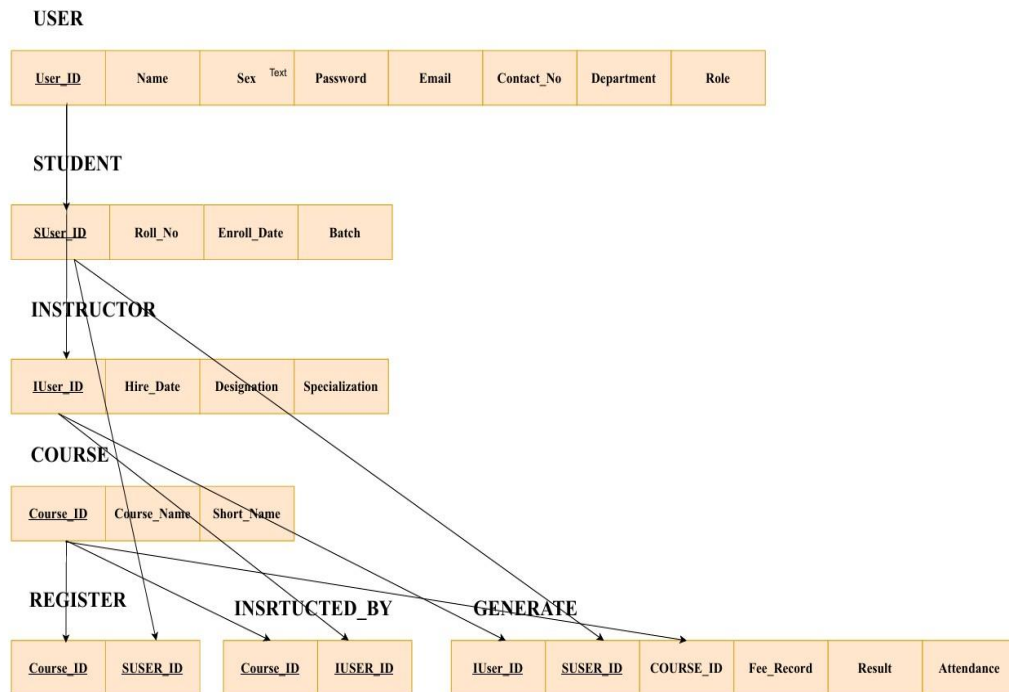 USER
User_ID Name Sex Text Password Email Contact_No Department Role
STUDENT
SUser_ID Roll_No Enroll_Date Batch
INSTRUCTOR
IUser_ID Hire_Date Designation Specialization
COURSE
Course_ID Course_Name Short_Name
REGISTER INSRTUCTED_BY GENERATE
Course_ID SUSER_ID Course_ID IUSER_ID IUser_ID SUSER_ID COURSE_ID Fee_Record Result Attendance